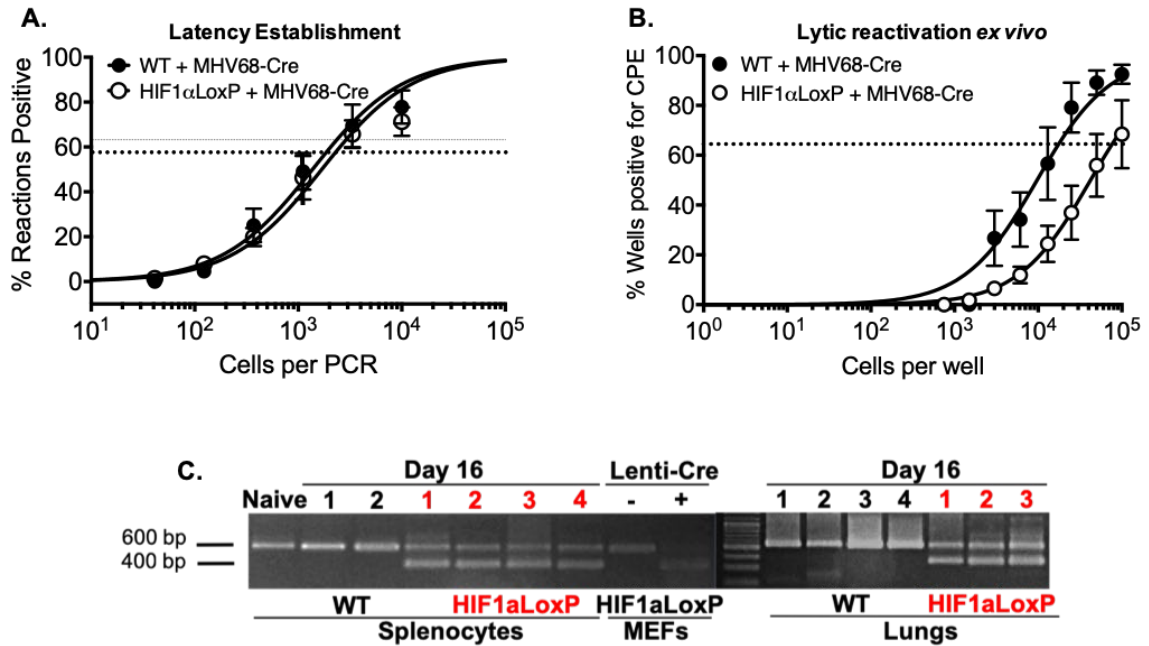 A.
Latency Establishment
% Reactions Positive
100
80
60
40
20
0
WT + MHV68-Cre
HIF1αLoxP + MHV68-Cre
10¹ 10² 10³ 10⁴ 10⁵
Cells per PCR
B.
Lytic reactivation ex vivo
% Wells positive for CPE
100
80
60
40
20
0
WT + MHV68-Cre
HIF1αLoxP + MHV68-Cre
10⁰ 10¹ 10² 10³ 10⁴ 10⁵
Cells per well
C.
Day 16 Lenti-Cre Day 16
Naive 1 2 1 2 3 4 - + 1 2 3 4 1 2 3
600 bp
400 bp
WT HIF1aLoxP HIF1aLoxP WT HIF1aLoxP
Splenocytes MEFs Lungs